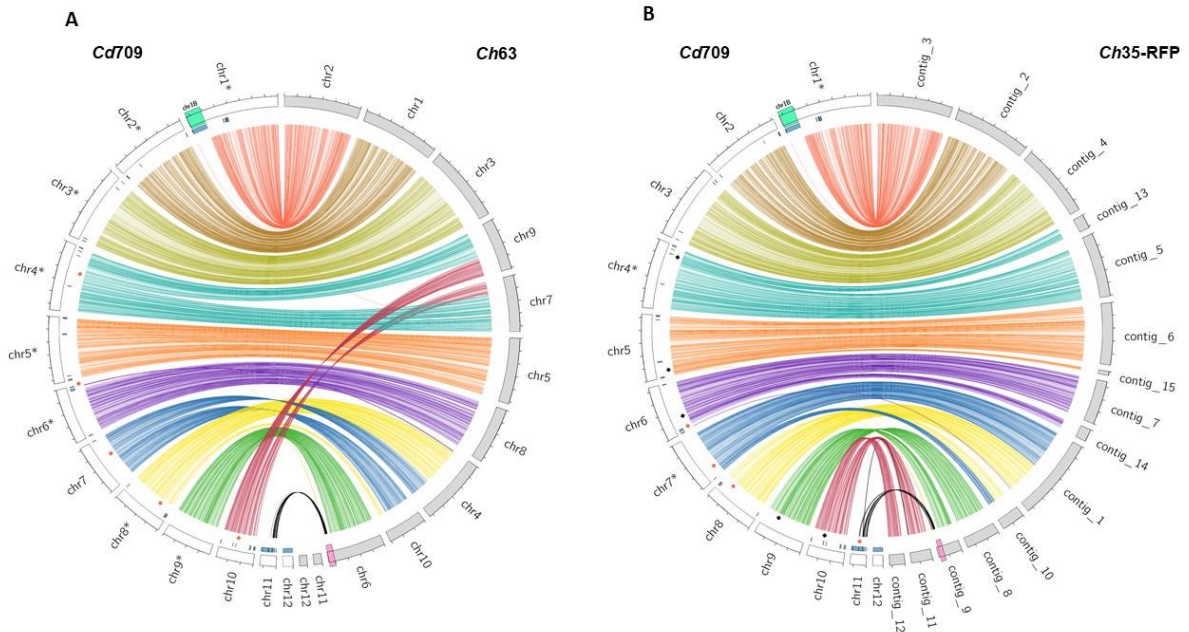 A
Cd709
Ch63
chr1B
chr1*
chr2*
chr3*
chr4*
chr5*
chr6*
chr7
chr8*
chr9*
chr10
chr11
chr12
chr2
chr1
chr3
chr9
chr7
chr5
chr8
chr4
chr10
chr6
chr11
chr12
B
Cd709
Ch35-RFP
chr1B
chr1*
chr2
chr3
chr4*
chr5
chr6
chr7*
chr8
chr9
chr10
chr11
chr12
contig_3
contig_2
contig_4
contig_13
contig_5
contig_6
contig_15
contig_7
contig_14
contig_1
contig_10
contig_8
contig_9
contig_11
contig_12